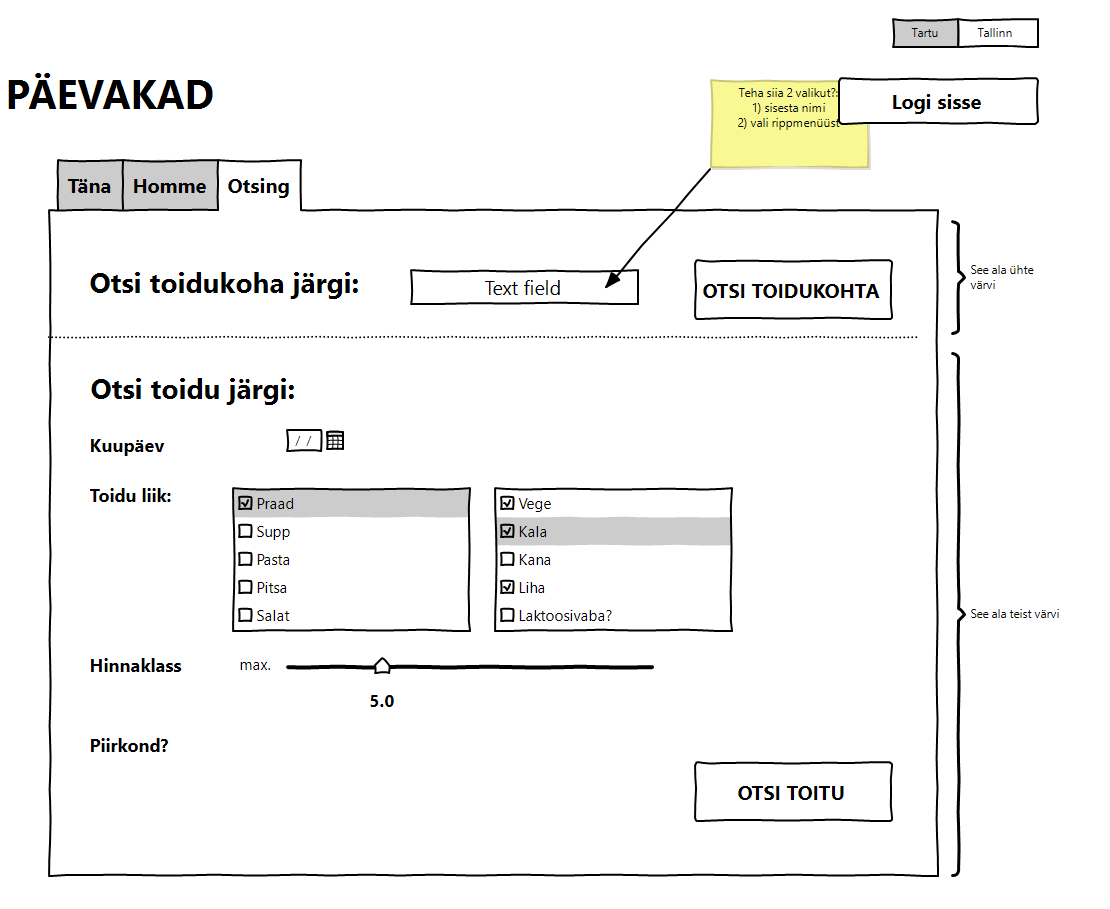 Tartu Tallinn
PÄEVAKAD
Teha siia 2 valikut?:
1) sisesta nimi
2) vali rippmenüüst
Logi sisse
Täna Homme Otsing
Otsi toidukoha järgi:
Text field
OTSI TOIDUKOHTA
See ala ühte
värvi
Otsi toidu järgi:
Kuupäev
/ /
Toidu liik:
Praad
Supp
Pasta
Pitsa
Salat
Vege
Kala
Kana
Liha
Laktoosivaba?
See ala teist värvi
Hinnaklass
max.
5.0
Piirkond?
OTSI TOITU